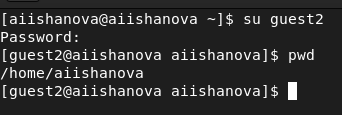 [aiishanova@aiishanova ~]$ su guest2
Password:
[guest2@aiishanova aiishanova]$ pwd
/home/aiishanova
[guest2@aiishanova aiishanova]$